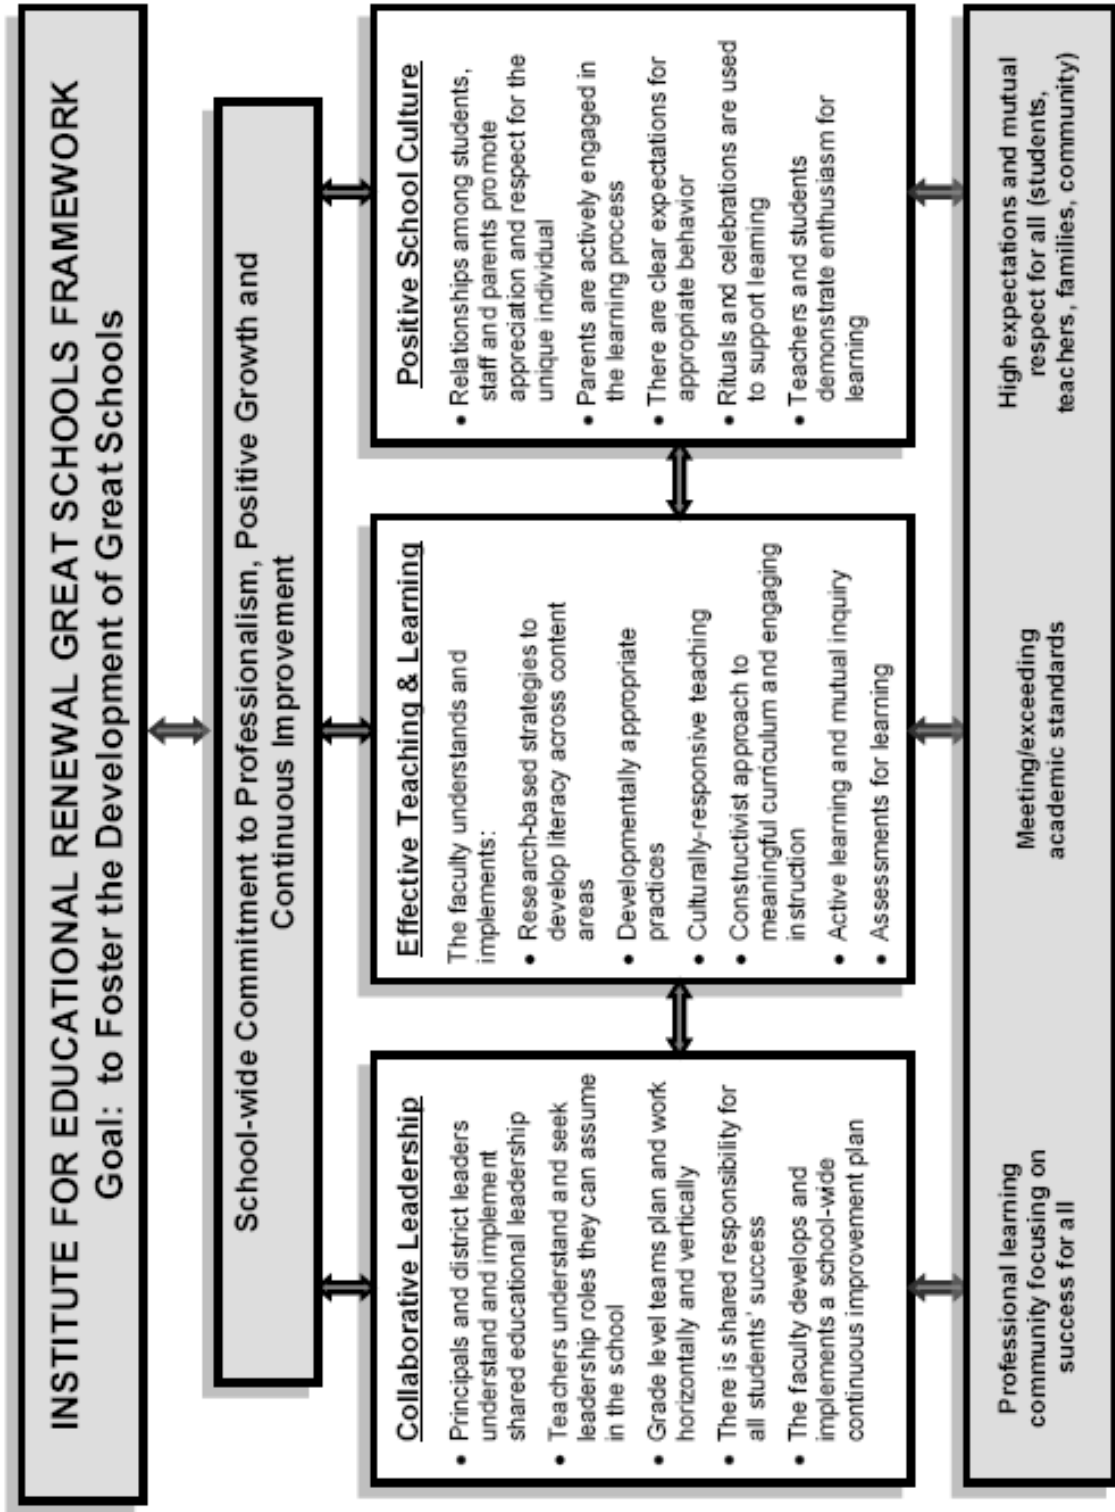 INSTITUTE FOR EDUCATIONAL RENEWAL GREAT SCHOOLS FRAMEWORK
Goal: to Foster the Development of Great Schools
School-wide Commitment to Professionalism, Positive Growth and
Continuous Improvement
Collaborative Leadership
• Principals and district leaders
understand and implement
shared educational leadership
• Teachers understand and seek
leadership roles they can assume
in the school
• Grade level teams plan and work
horizontally and vertically
• There is shared responsibility for
all students' success
• The faculty develops and
implements a school-wide
continuous improvement plan
Effective Teaching & Learning
The faculty understands and
implements:
• Research-based strategies to
develop literacy across content
areas
• Developmentally appropriate
practices
• Culturally-responsive teaching
• Constructivist approach to
meaningful curriculum and engaging
instruction
• Active learning and mutual inquiry
• Assessments for learning
Positive School Culture
• Relationships among students,
staff and parents promote
appreciation and respect for the
unique individual
• Parents are actively engaged in
the learning process
• There are clear expectations for
appropriate behavior
• Rituals and celebrations are used
to support learning
• Teachers and students
demonstrate enthusiasm for
learning
Professional learning
community focusing on
success for all
Meeting/exceeding
academic standards
High expectations and mutual
respect for all (students,
teachers, families, community)